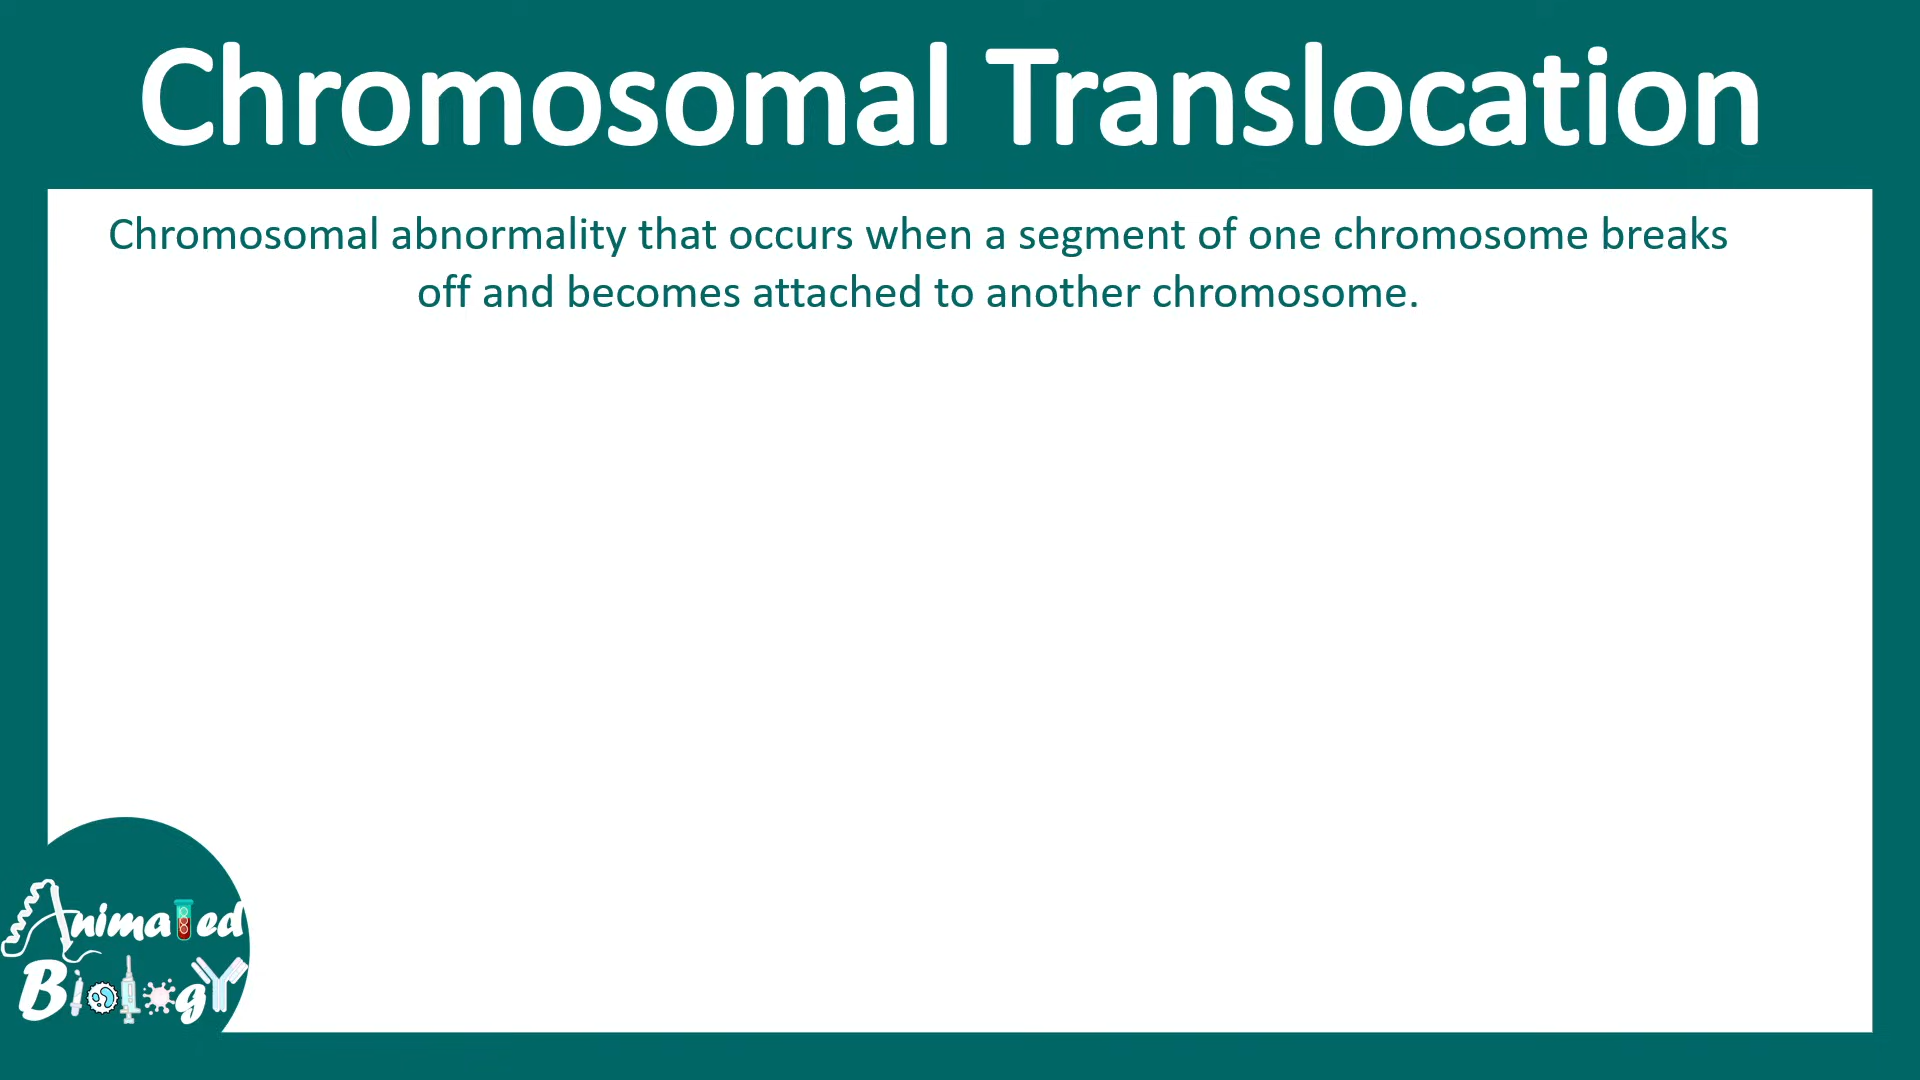 Chromosomal Translocation
Chromosomal abnormality that occurs when a segment of one chromosome breaks
off and becomes attached to another chromosome.
Animated
Biology